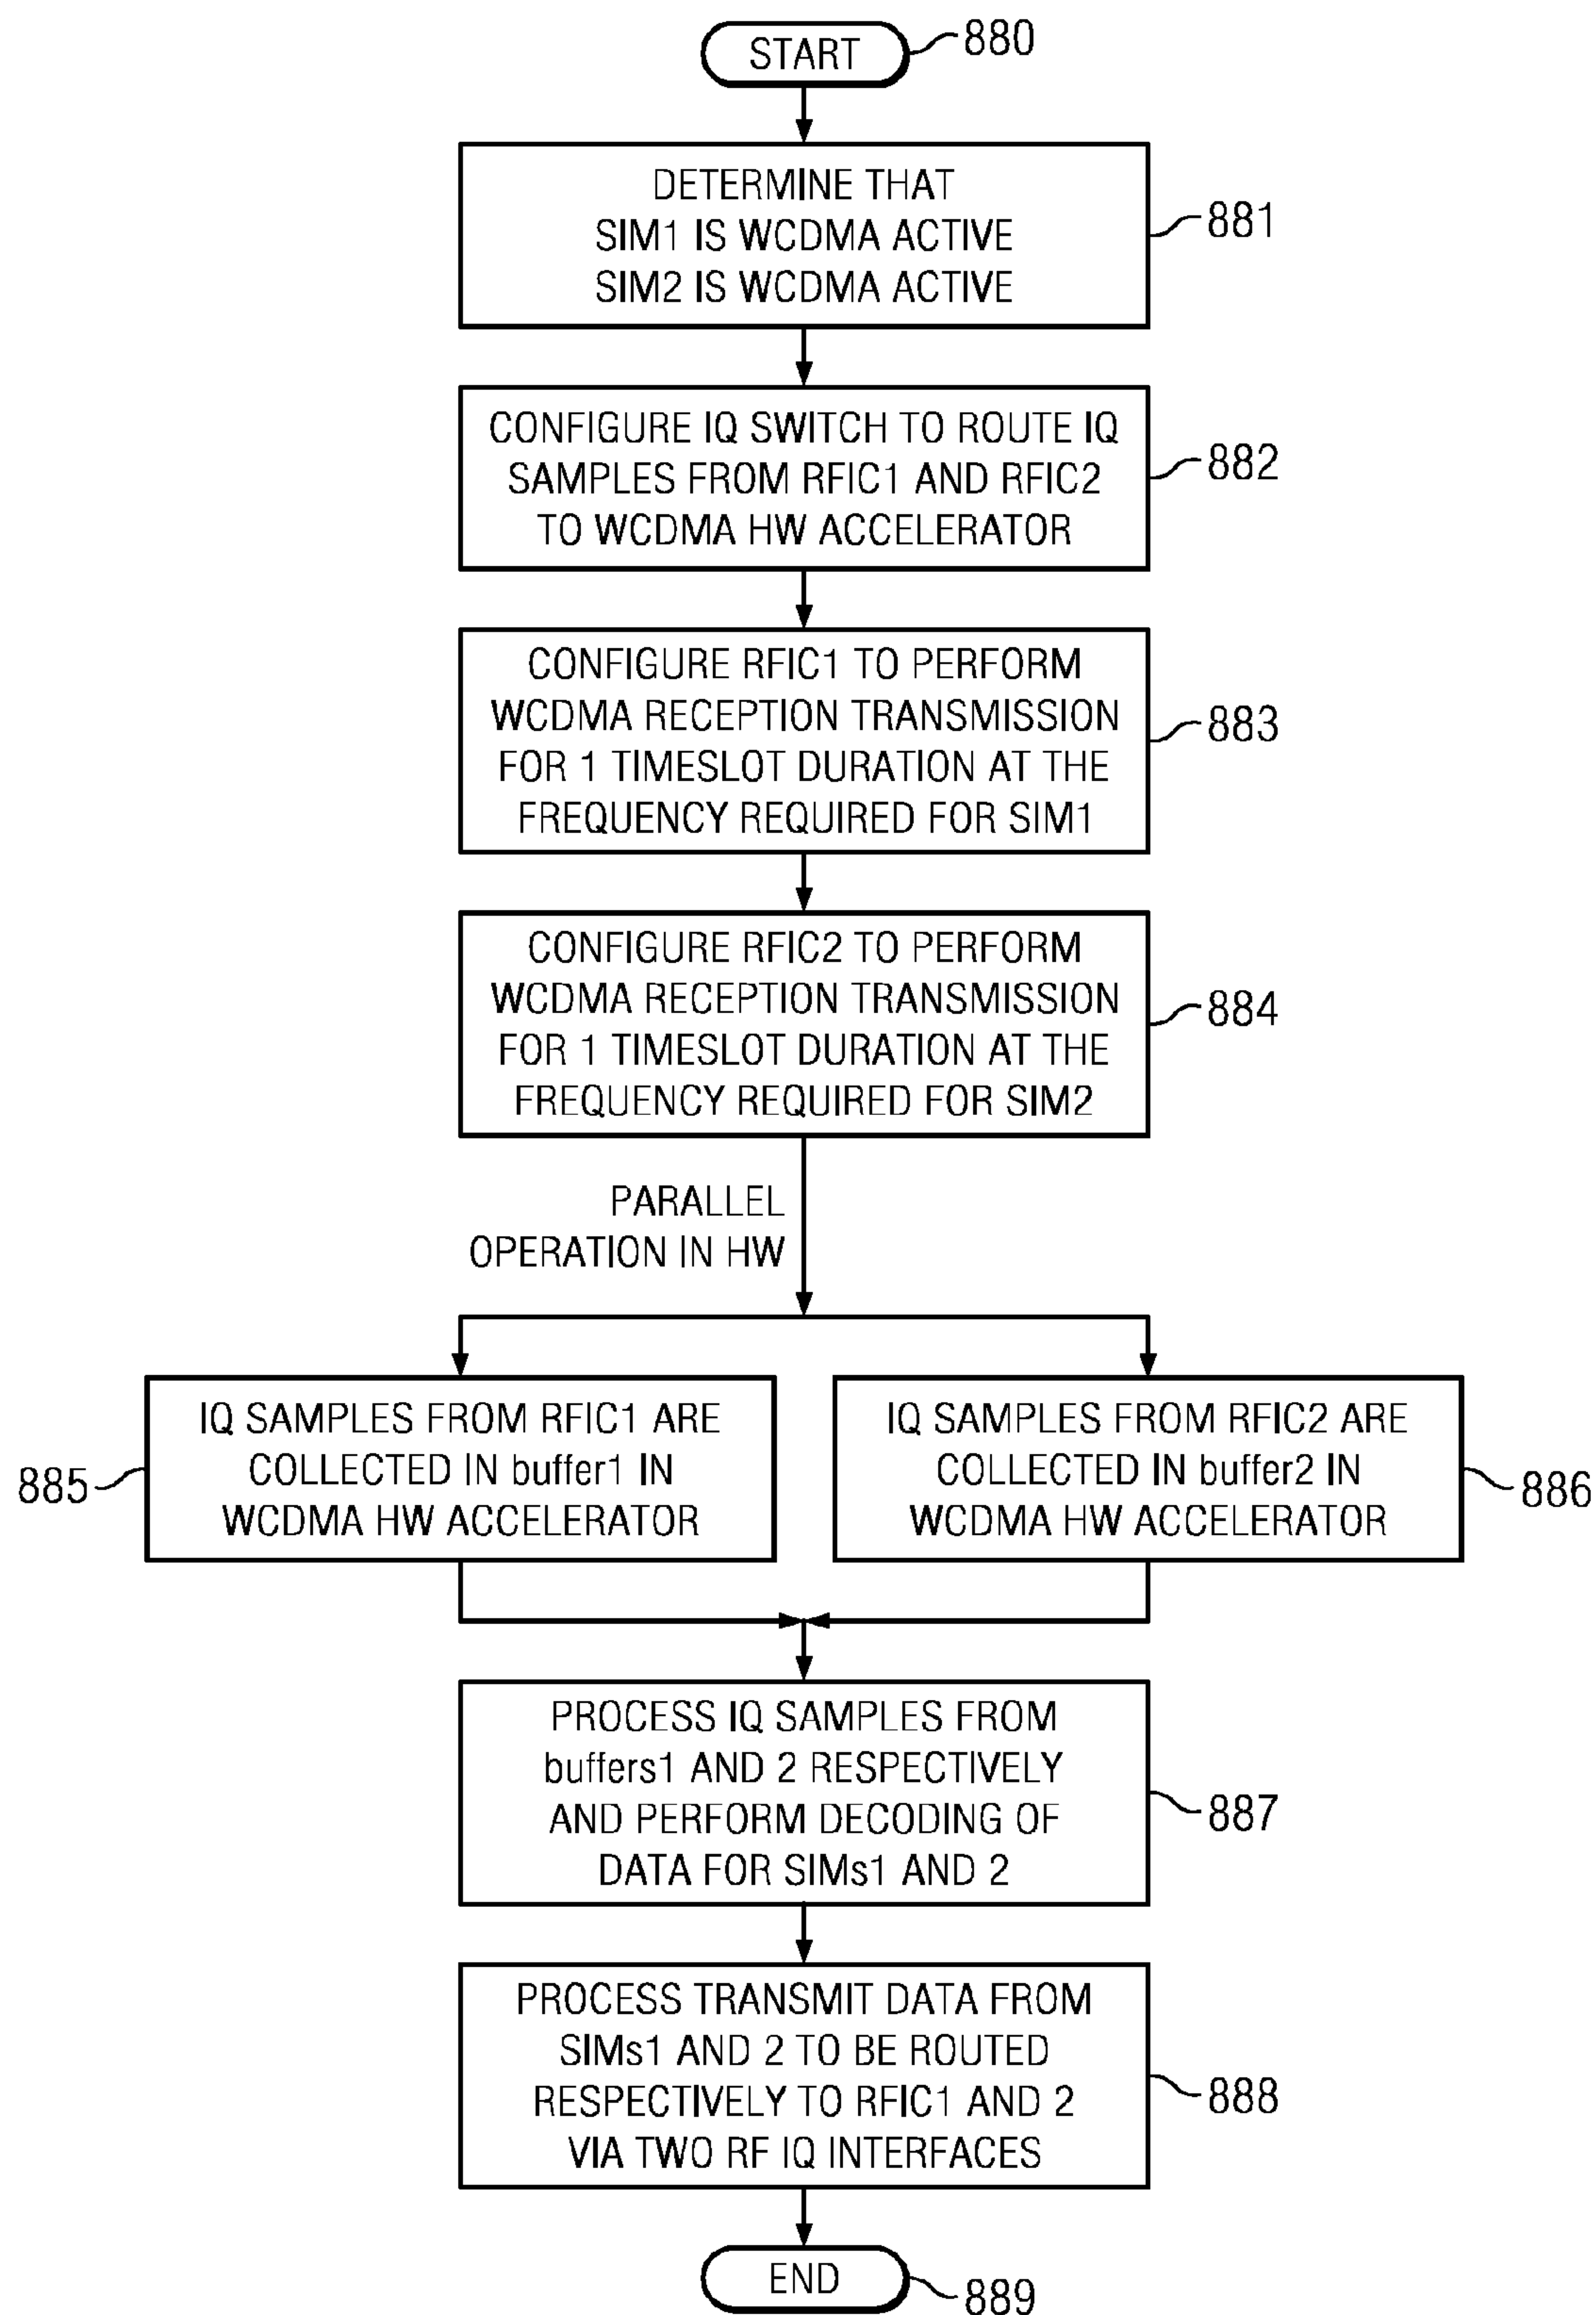 START
880
DETERMINE THAT
SIM1 IS WCDMA ACTIVE
SIM2 IS WCDMA ACTIVE
881
CONFIGURE IQ SWITCH TO ROUTE IQ
SAMPLES FROM RFIC1 AND RFIC2
TO WCDMA HW ACCELERATOR
882
CONFIGURE RFIC1 TO PERFORM
WCDMA RECEPTION TRANSMISSION
FOR 1 TIMESLOT DURATION AT THE
FREQUENCY REQUIRED FOR SIM1
883
CONFIGURE RFIC2 TO PERFORM
WCDMA RECEPTION TRANSMISSION
FOR 1 TIMESLOT DURATION AT THE
FREQUENCY REQUIRED FOR SIM2
884
PARALLEL
OPERATION IN HW
IQ SAMPLES FROM RFIC1 ARE
COLLECTED IN buffer1 IN
WCDMA HW ACCELERATOR
885
IQ SAMPLES FROM RFIC2 ARE
COLLECTED IN buffer2 IN
WCDMA HW ACCELERATOR
886
PROCESS IQ SAMPLES FROM
buffers1 AND 2 RESPECTIVELY
AND PERFORM DECODING OF
DATA FOR SIMs1 AND 2
887
PROCESS TRANSMIT DATA FROM
SIMs1 AND 2 TO BE ROUTED
RESPECTIVELY TO RFIC1 AND 2
VIA TWO RF IQ INTERFACES
888
END
889